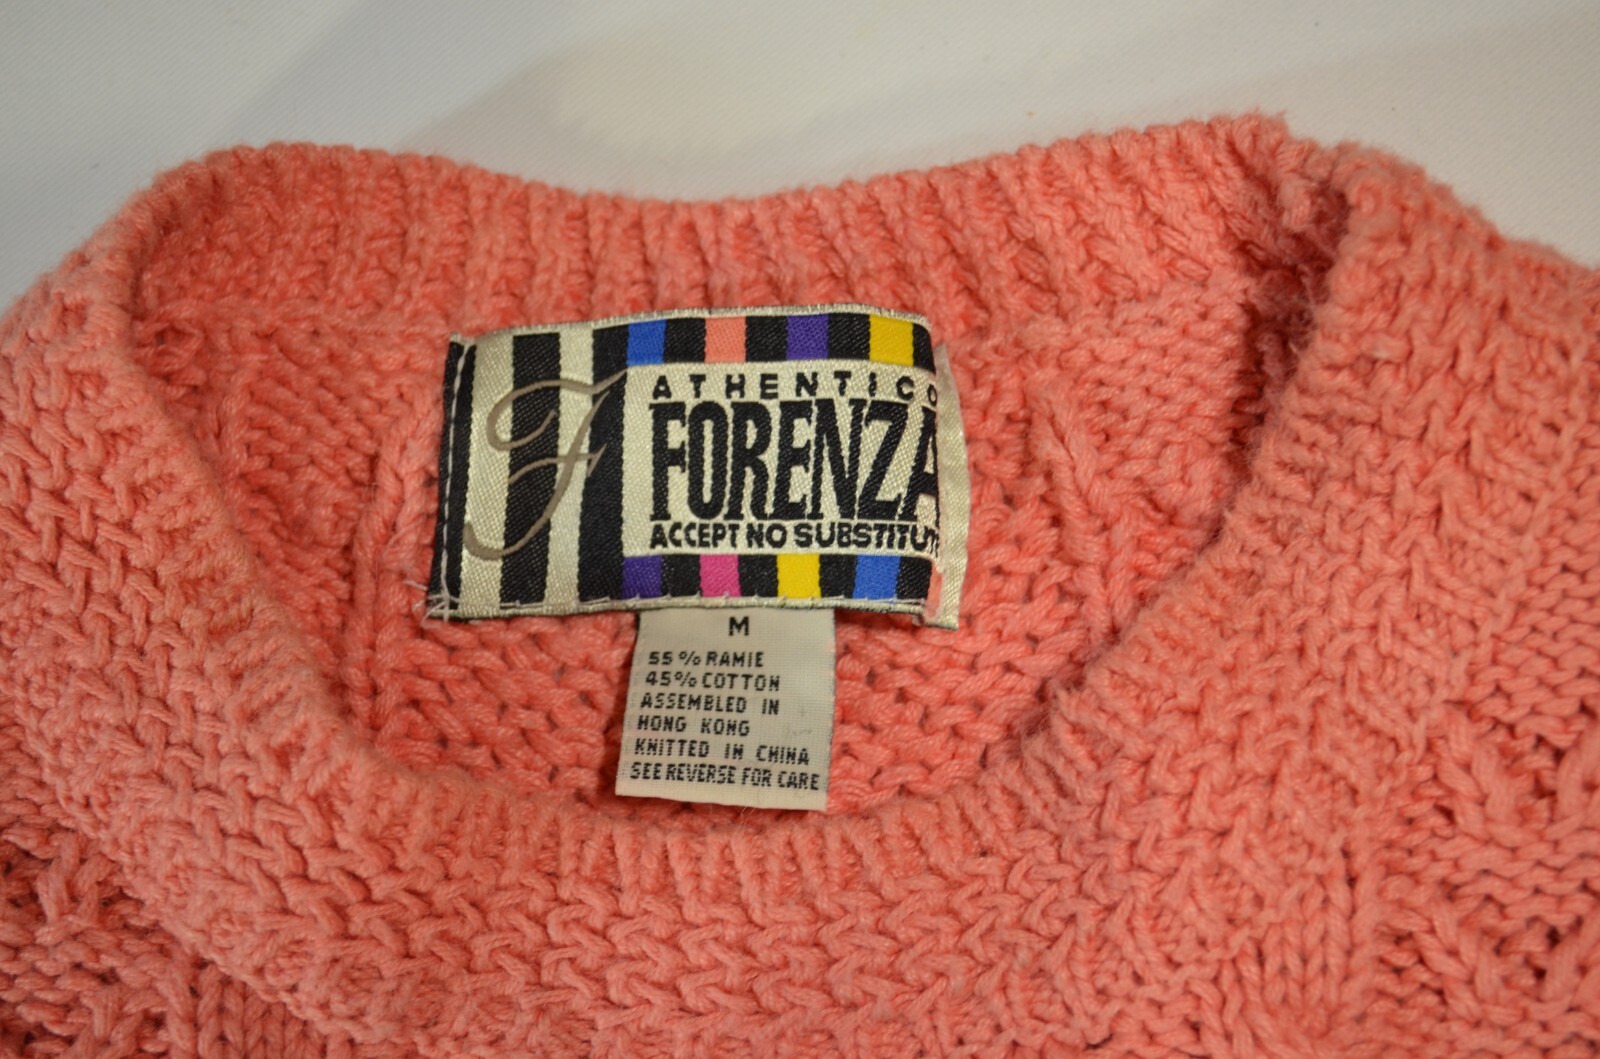 F
ATHENTICO
FORENZA
ACCEPT NO SUBSTITUT
M
55% RAMIE
45% COTTON
ASSEMBLED IN
HONG KONG
KNITTED IN CHINA
SEE REVERSE FOR CARE